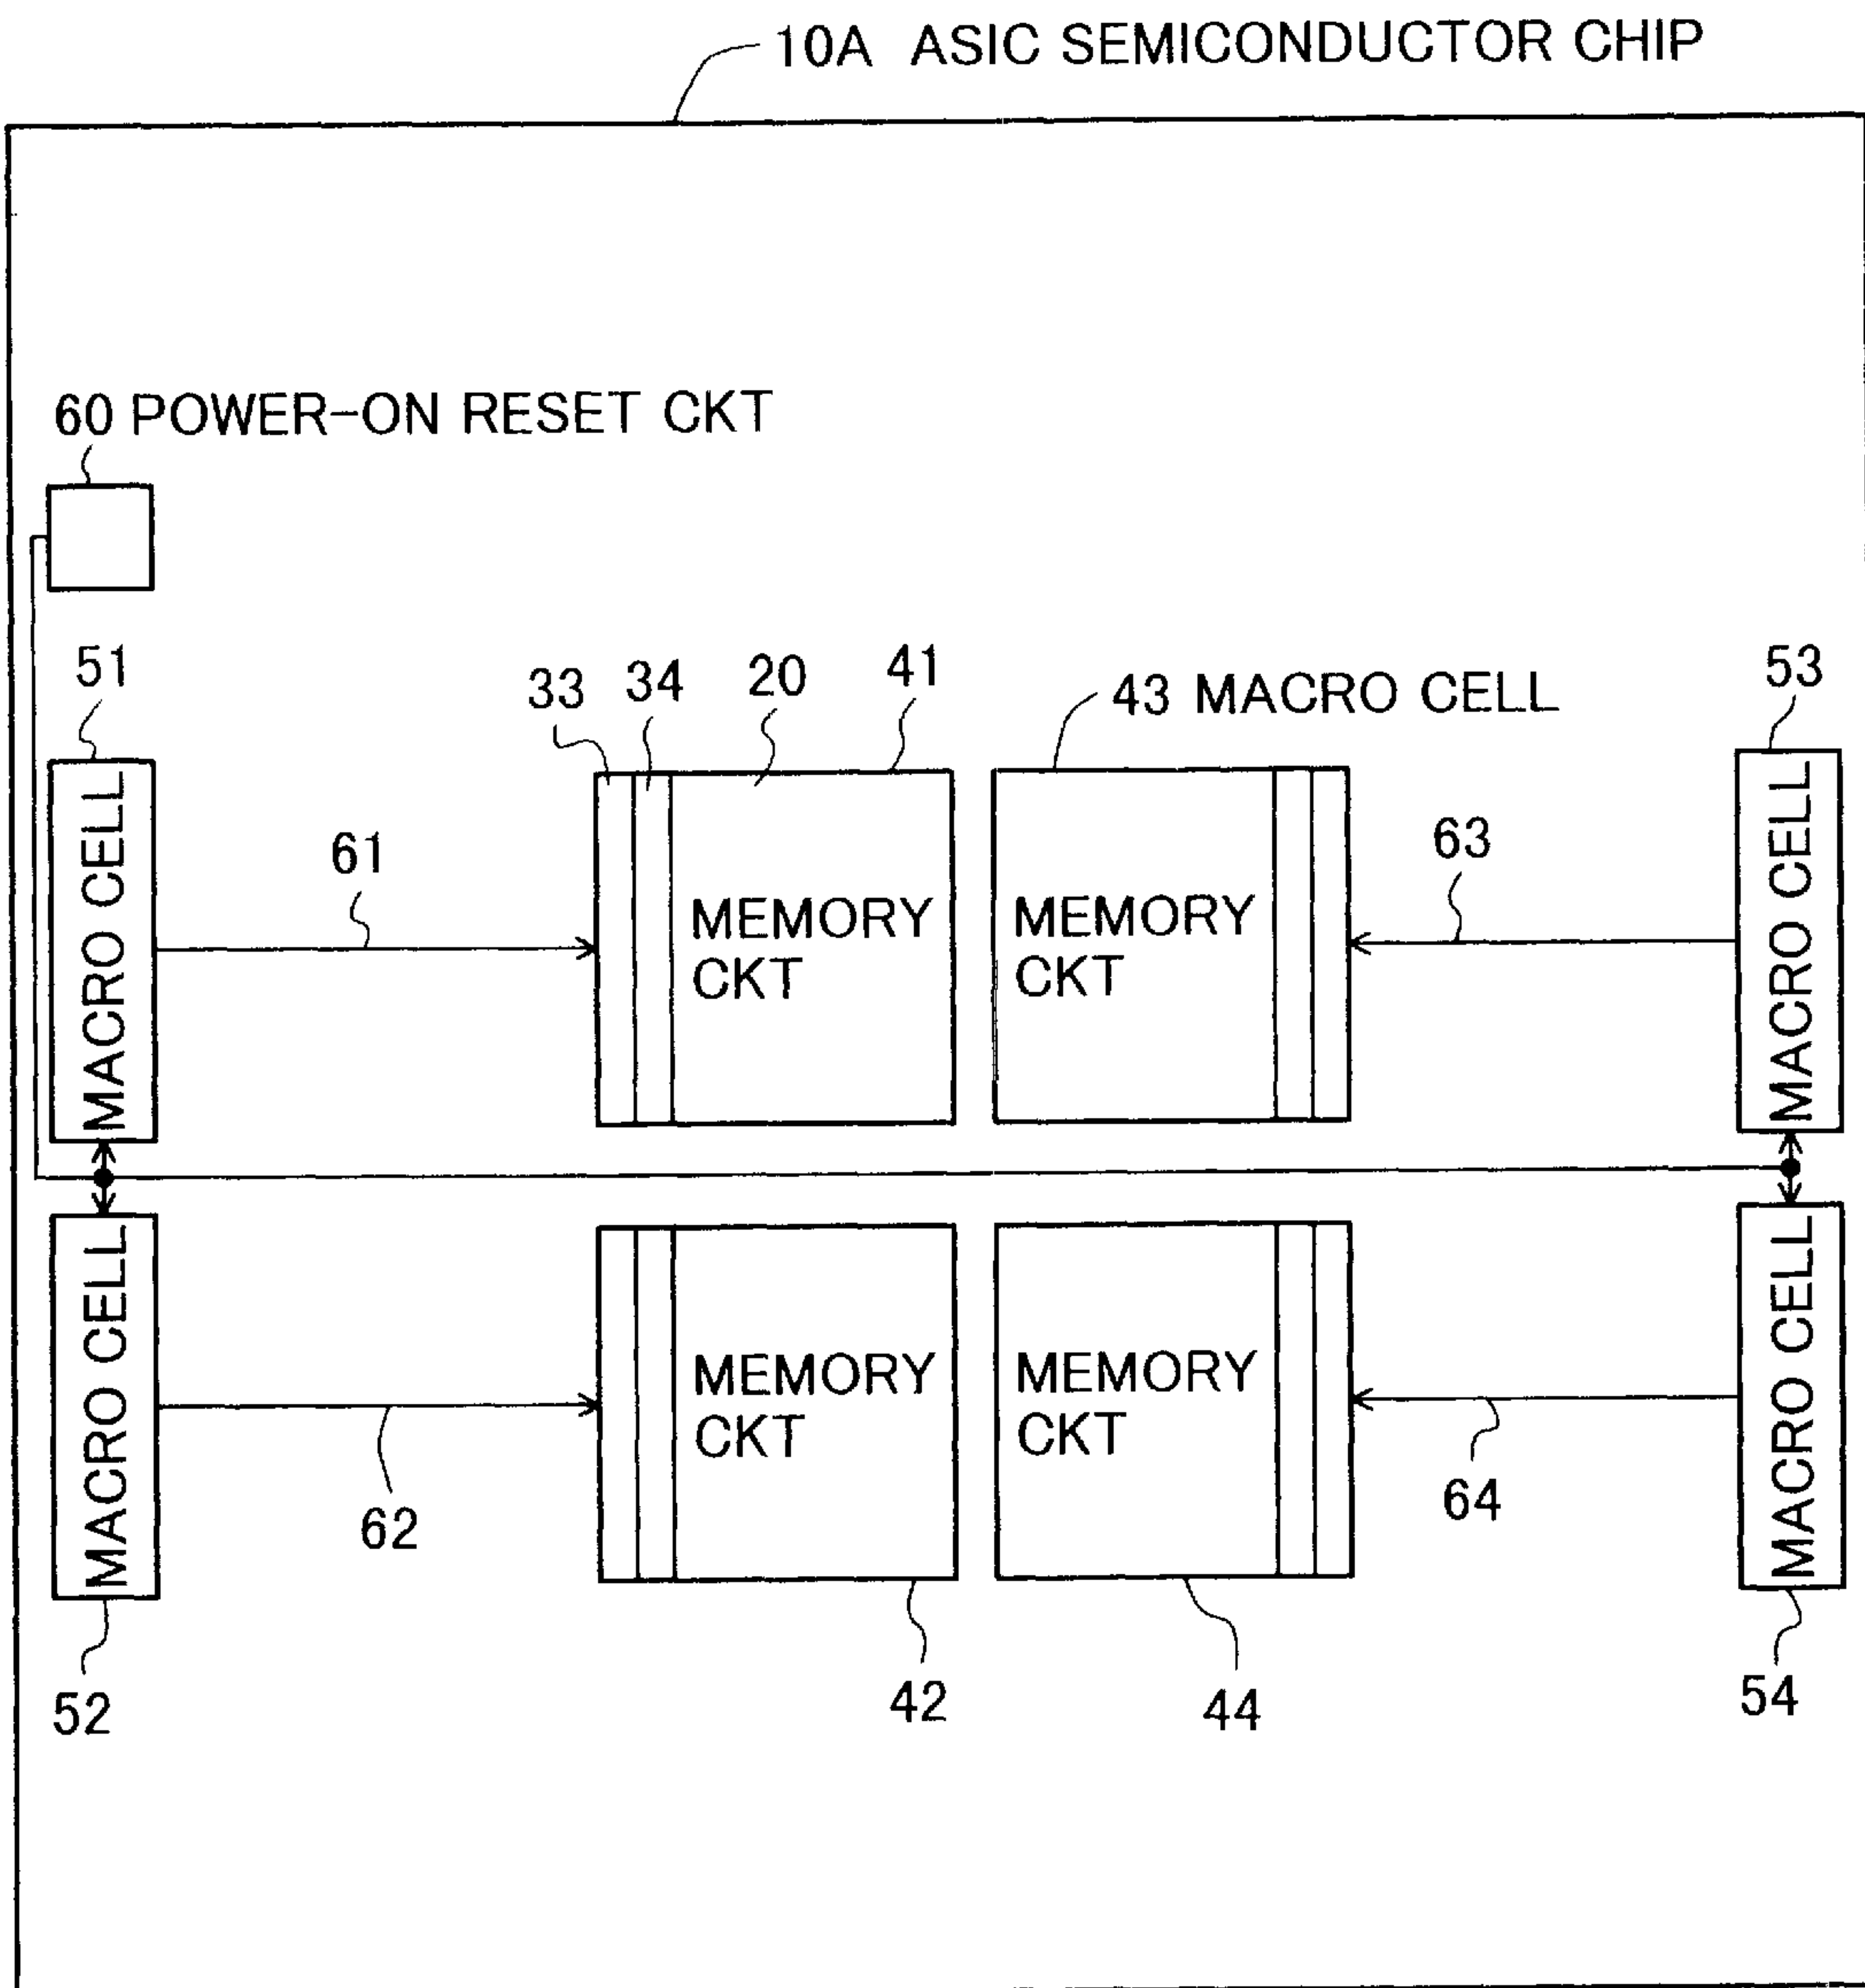 10A ASIC SEMICONDUCTOR CHIP
60 POWER-ON RESET CKT
51
33
34
20
41
43 MACRO CELL
53
MACRO CELL
61
MEMORY
CKT
MEMORY
CKT
63
MACRO CELL
MACRO CELL
62
MEMORY
CKT
MEMORY
CKT
64
MACRO CELL
52
42
44
54